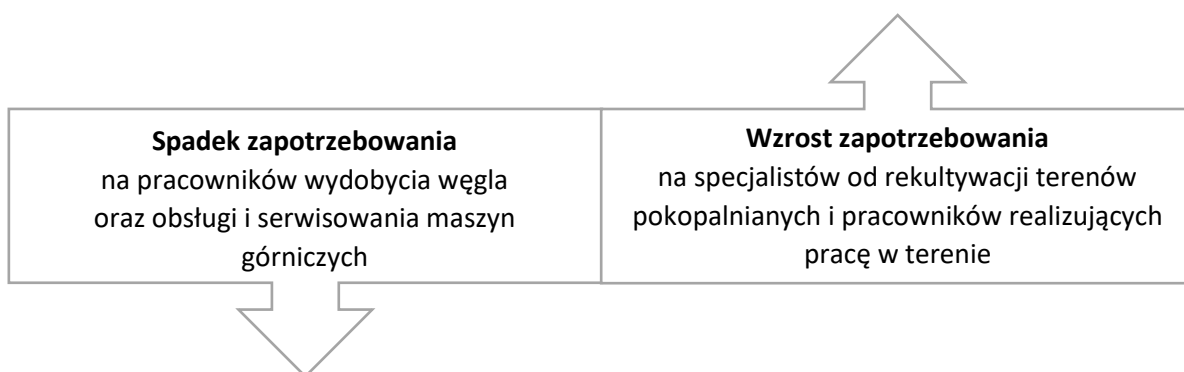 Spadek zapotrzebowania
na pracowników wydobycia węgla
oraz obsługi i serwisowania maszyn
górniczych
Wzrost zapotrzebowania
na specjalistów od rekultywacji terenów
pokopalnianych i pracowników realizujących
pracę w terenie